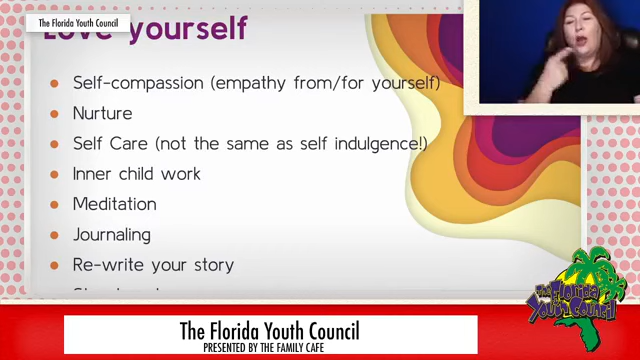 The Florida Youth Council
Love yourself
Self-compassion (empathy from/for yourself)
Nurture
Self Care (not the same as self indulgence!)
Inner child work
Meditation
Journaling
Re-write your story
The Florida
Youth Council
The Florida Youth Council
PRESENTED BY THE FAMILY CAFE